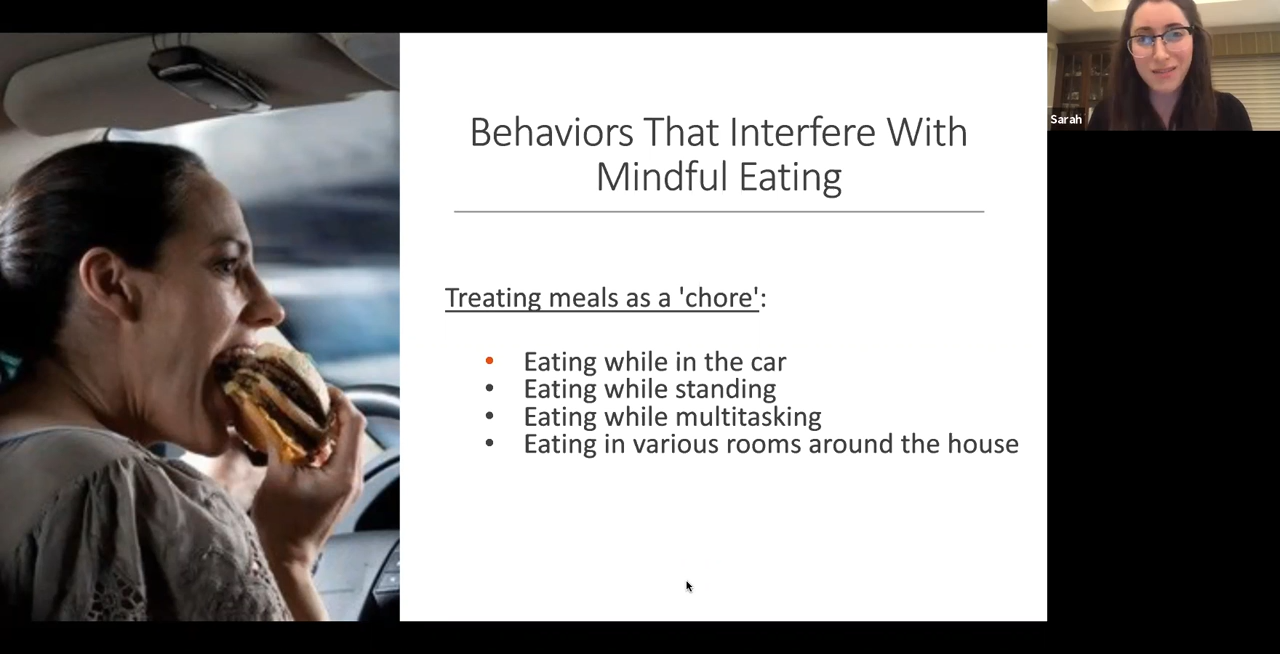 Behaviors That Interfere With
Mindful Eating
Treating meals as a 'chore':
• Eating while in the car
• Eating while standing
• Eating while multitasking
• Eating in various rooms around the house
Sarah